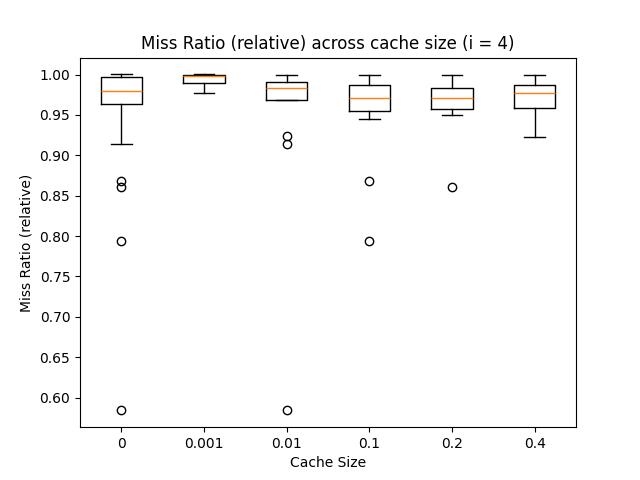 Miss Ratio (relative) across cache size (i = 4)
Miss Ratio (relative)
1.00
0.95
0.90
0.85
0.80
0.75
0.70
0.65
0.60
0 0.001 0.01 0.1 0.2 0.4
Cache Size